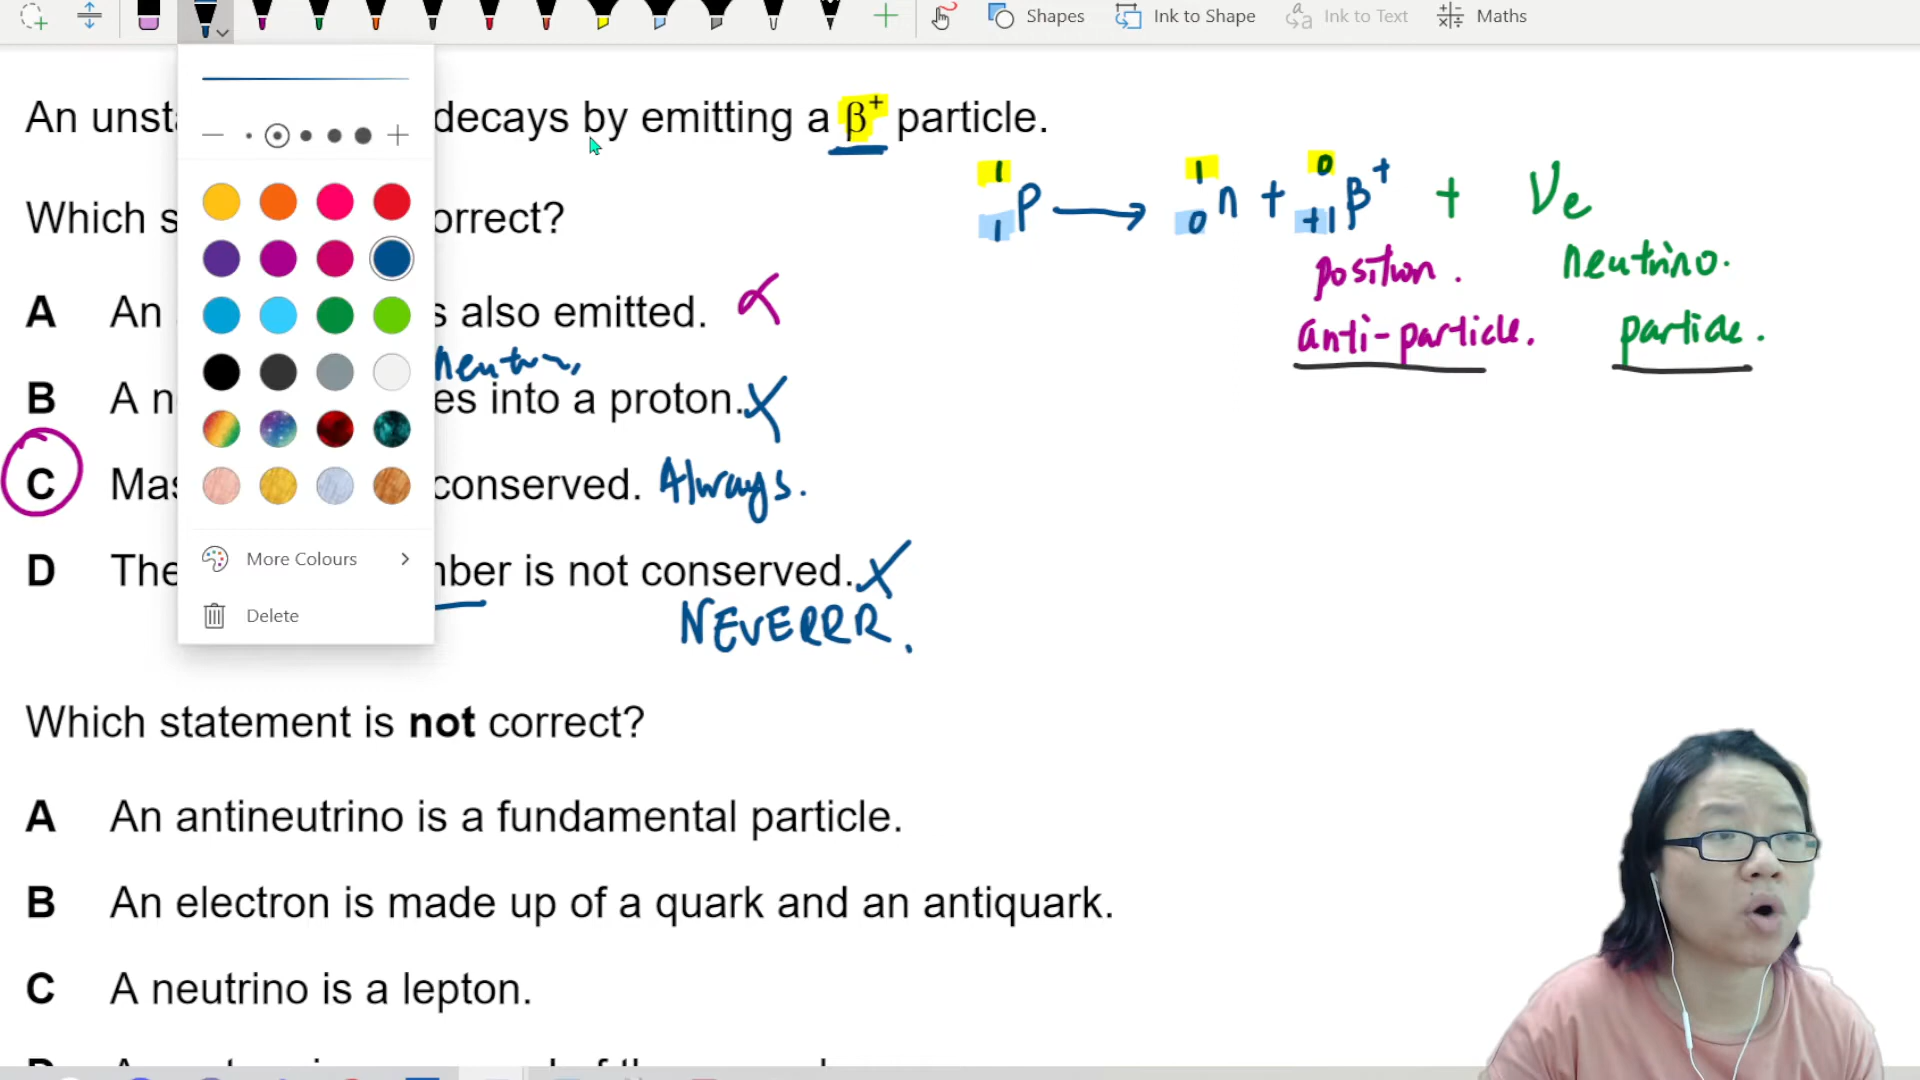 Shapes Ink to Shape Ink to Text Maths
An unst decays by emitting a β+ particle.
1 1p → 1 0n + 0 +1β+ + νe
Which s orrect?
position. neutrino.
A An s also emitted.
anti-particle. particle.
neutron,
B A n es into a proton. X
C Mas conserved. Always.
D The nber is not conserved. X
NEVERRR.
More Colours
Delete
Which statement is not correct?
A An antineutrino is a fundamental particle.
B An electron is made up of a quark and an antiquark.
C A neutrino is a lepton.